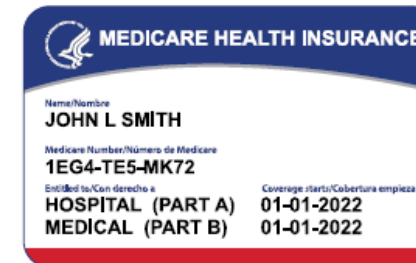 MEDICARE HEALTH INSURANCE
Name/Nombre
JOHN L SMITH
Medicare Number/Número de Medicare
1EG4-TE5-MK72
Entitled to/Con derecho a Coverage starts/Cobertura empieza
HOSPITAL (PART A) 01-01-2022
MEDICAL (PART B) 01-01-2022